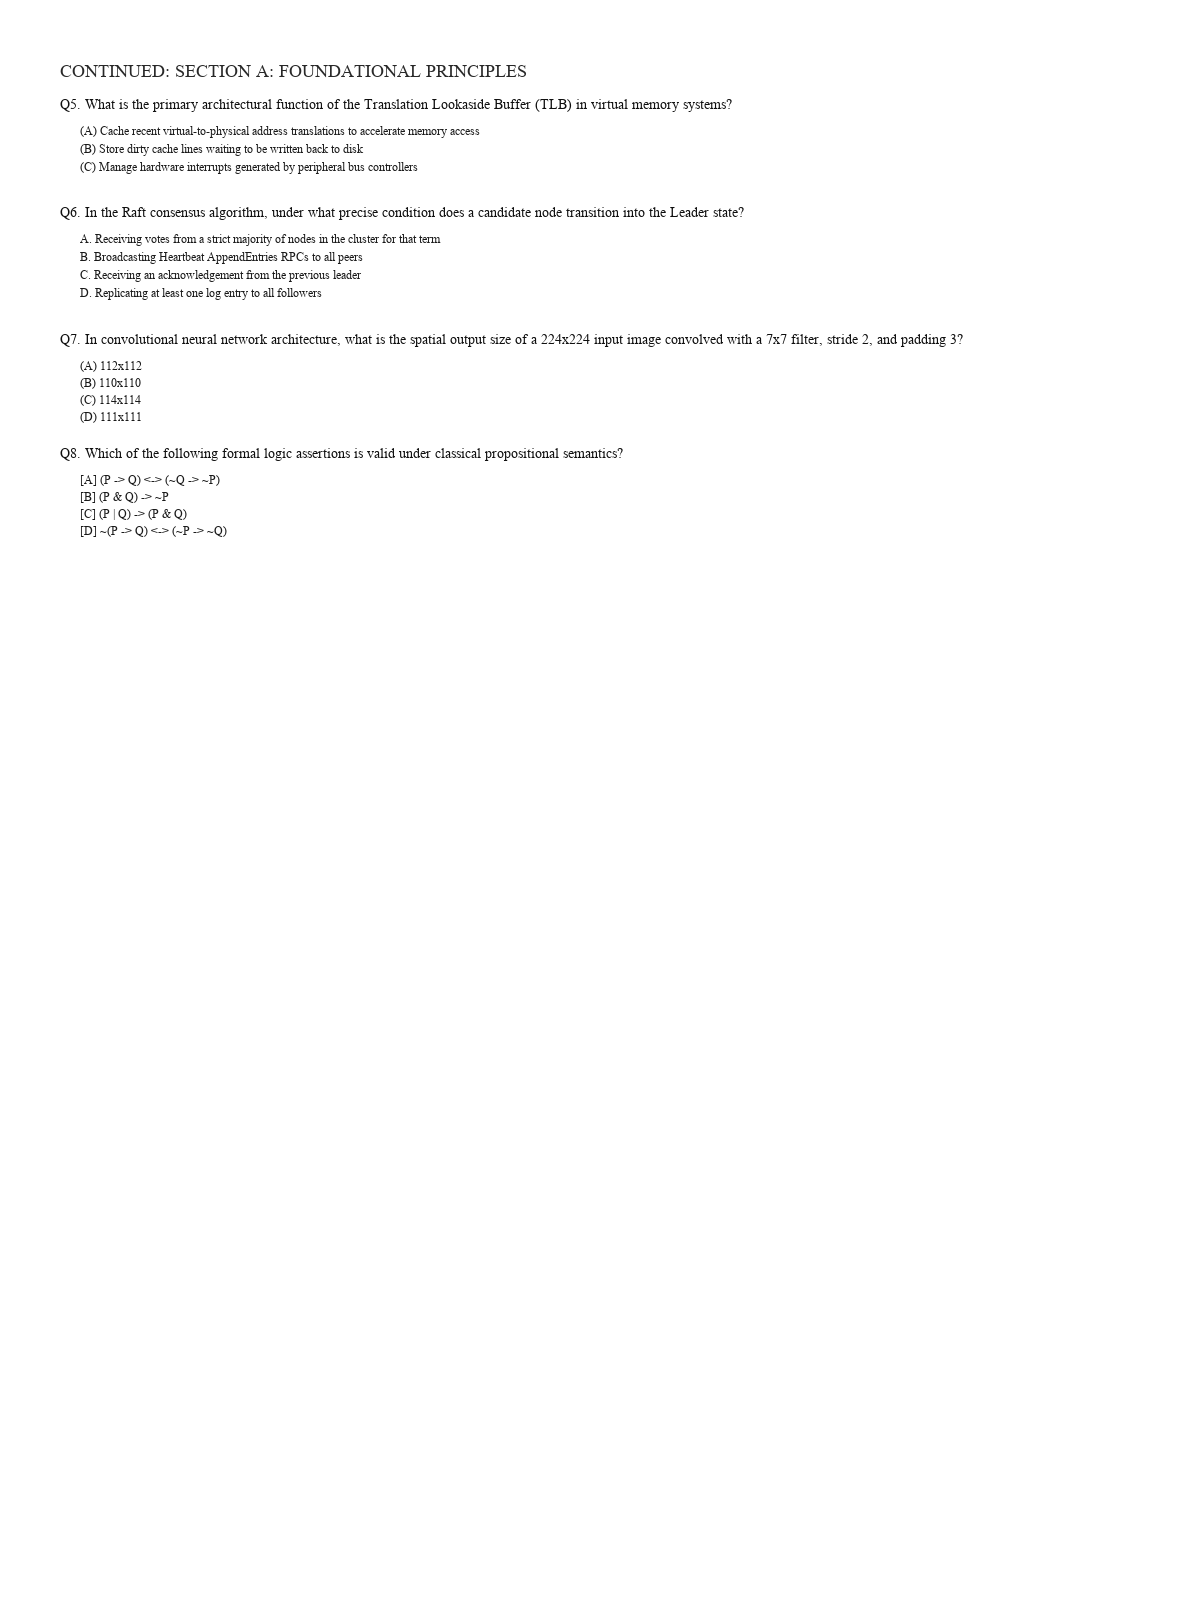 CONTINUED: SECTION A: FOUNDATIONAL PRINCIPLES
Q5. What is the primary architectural function of the Translation Lookaside Buffer (TLB) in virtual memory systems?
(A) Cache recent virtual-to-physical address translations to accelerate memory access
(B) Store dirty cache lines waiting to be written back to disk
(C) Manage hardware interrupts generated by peripheral bus controllers
Q6. In the Raft consensus algorithm, under what precise condition does a candidate node transition into the Leader state?
A. Receiving votes from a strict majority of nodes in the cluster for that term
B. Broadcasting Heartbeat AppendEntries RPCs to all peers
C. Receiving an acknowledgement from the previous leader
D. Replicating at least one log entry to all followers
Q7. In convolutional neural network architecture, what is the spatial output size of a 224x224 input image convolved with a 7x7 filter, stride 2, and padding 3?
(A) 112x112
(B) 110x110
(C) 114x114
(D) 111x111
Q8. Which of the following formal logic assertions is valid under classical propositional semantics?
[A] (P -> Q) <-> (~Q -> ~P)
[B] (P & Q) -> ~P
[C] (P | Q) -> (P & Q)
[D] ~(P -> Q) <-> (~P -> ~Q)